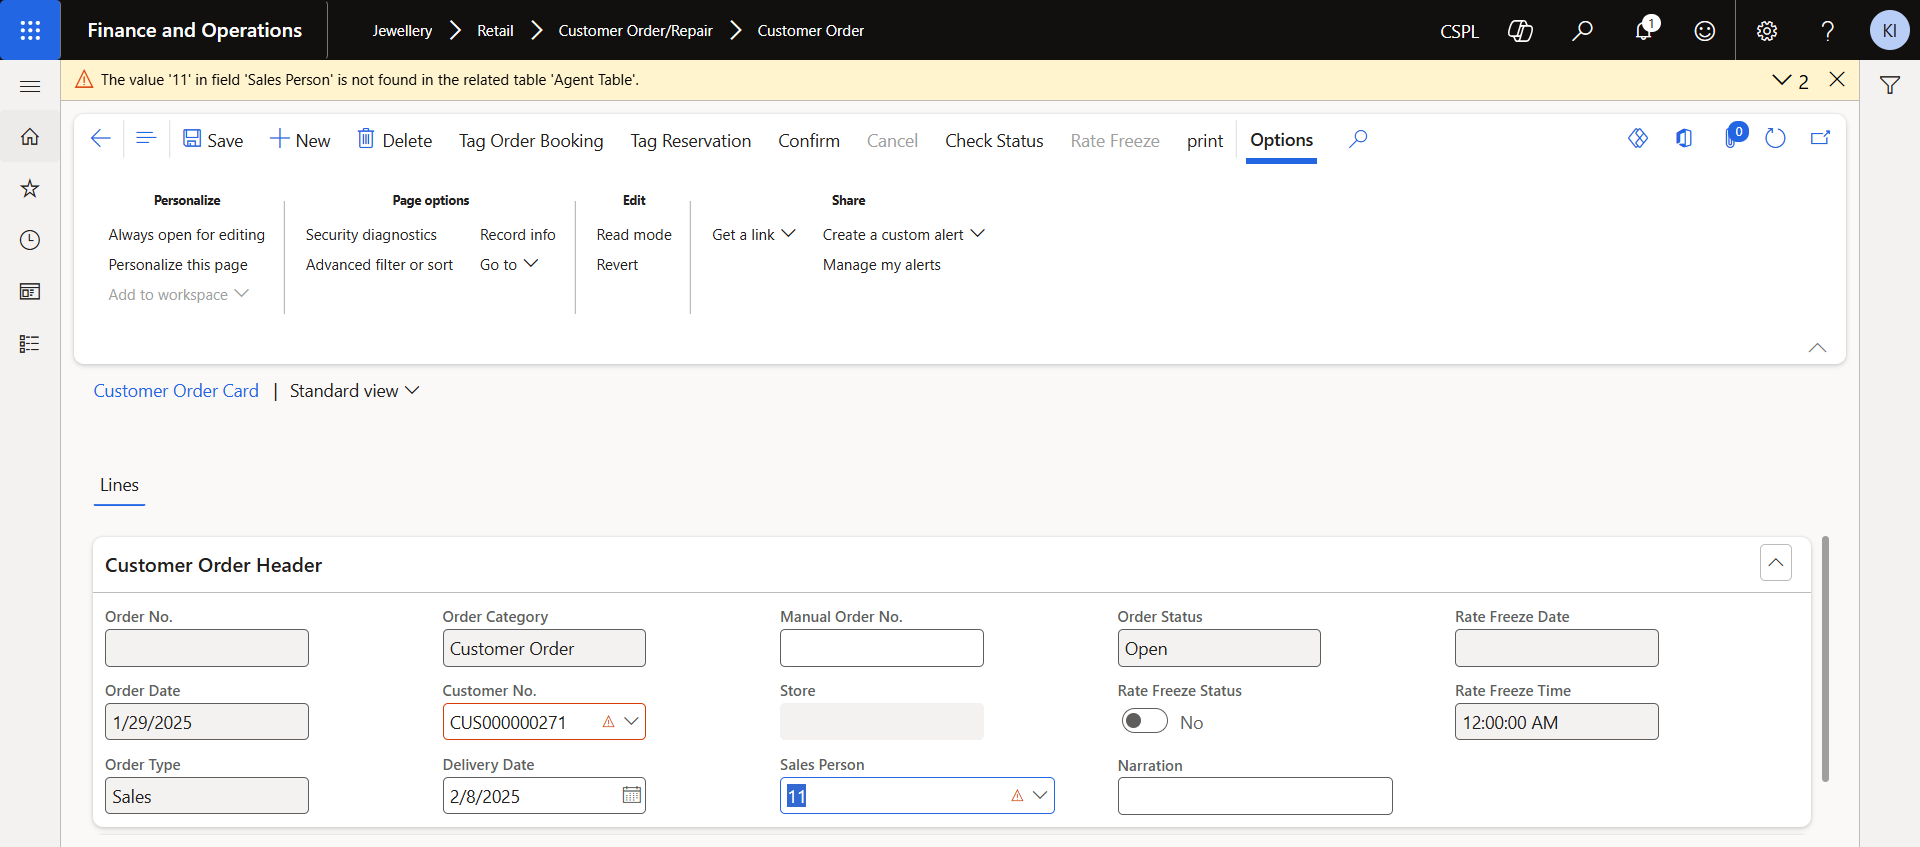 Finance and Operations
Jewellery
Retail
Customer Order/Repair
Customer Order
CSPL
1
KI
The value '11' in field 'Sales Person' is not found in the related table 'Agent Table'.
2
Save
New
Delete
Tag Order Booking
Tag Reservation
Confirm
Cancel
Check Status
Rate Freeze
print
Options
0
Personalize
Always open for editing
Personalize this page
Add to workspace
Page options
Security diagnostics
Advanced filter or sort
Record info
Go to
Edit
Read mode
Revert
Share
Get a link
Create a custom alert
Manage my alerts
Customer Order Card | Standard view
Lines
Customer Order Header
Order No.
Order Category
Customer Order
Manual Order No.
Order Status
Open
Rate Freeze Date
Order Date
1/29/2025
Customer No.
CUS000000271
Store
Rate Freeze Status
No
Rate Freeze Time
12:00:00 AM
Order Type
Sales
Delivery Date
2/8/2025
Sales Person
11
Narration